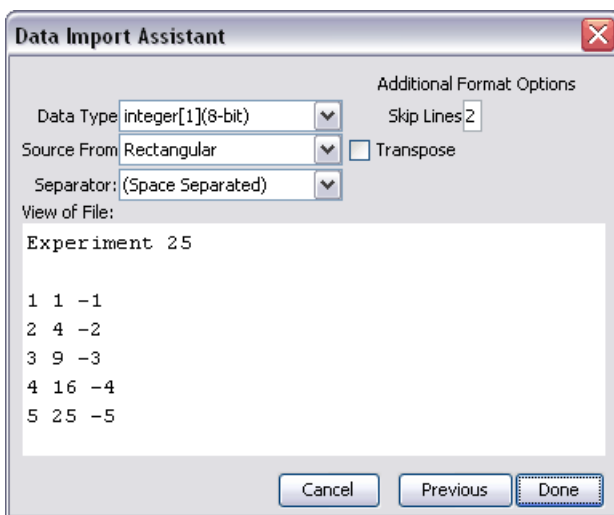 Data Import Assistant
Additional Format Options
Data Type integer[1](8-bit) Skip Lines 2
Source From Rectangular Transpose
Separator: (Space Separated)
View of File:
Experiment 25
1 1 -1
2 4 -2
3 9 -3
4 16 -4
5 25 -5
Cancel Previous Done